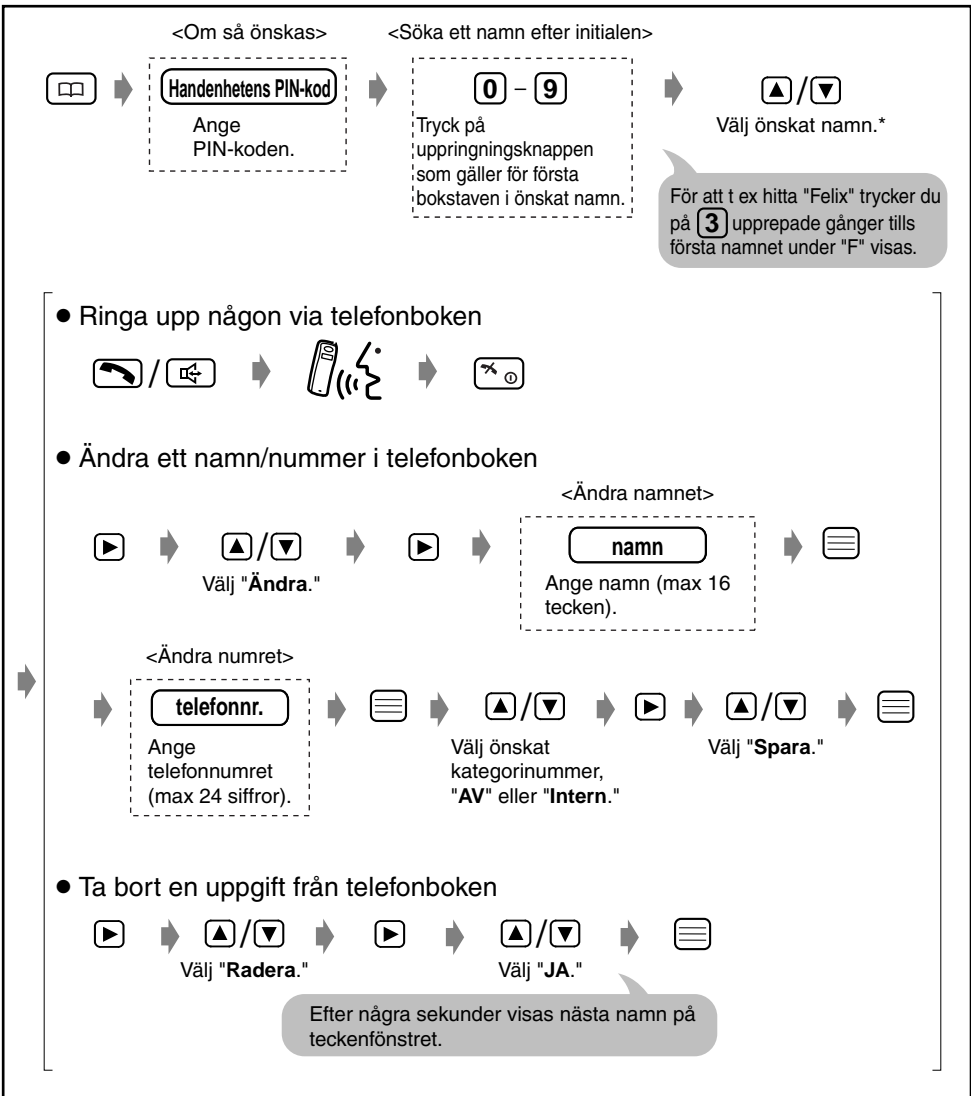 <Om så önskas>
<Söka ett namn efter initialen>
Handenhetens PIN-kod
Ange
PIN-koden.
0 – 9
Tryck på
uppringningsknappen
som gäller för första
bokstaven i önskat namn.
/
Välj önskat namn.*
För att t ex hitta "Felix" trycker du
på 3 upprepade gånger tills
första namnet under "F" visas.
● Ringa upp någon via telefonboken
/
● Ändra ett namn/nummer i telefonboken
<Ändra namnet>
/
Välj "Ändra."
namn
Ange namn (max 16
tecken).
<Ändra numret>
telefonnr.
Ange
telefonnumret
(max 24 siffror).
/
Välj önskat
kategorinummer,
"AV" eller "Intern."
/
Välj "Spara."
● Ta bort en uppgift från telefonboken
/
Välj "Radera."
/
Välj "JA."
Efter några sekunder visas nästa namn på
teckenfönstret.